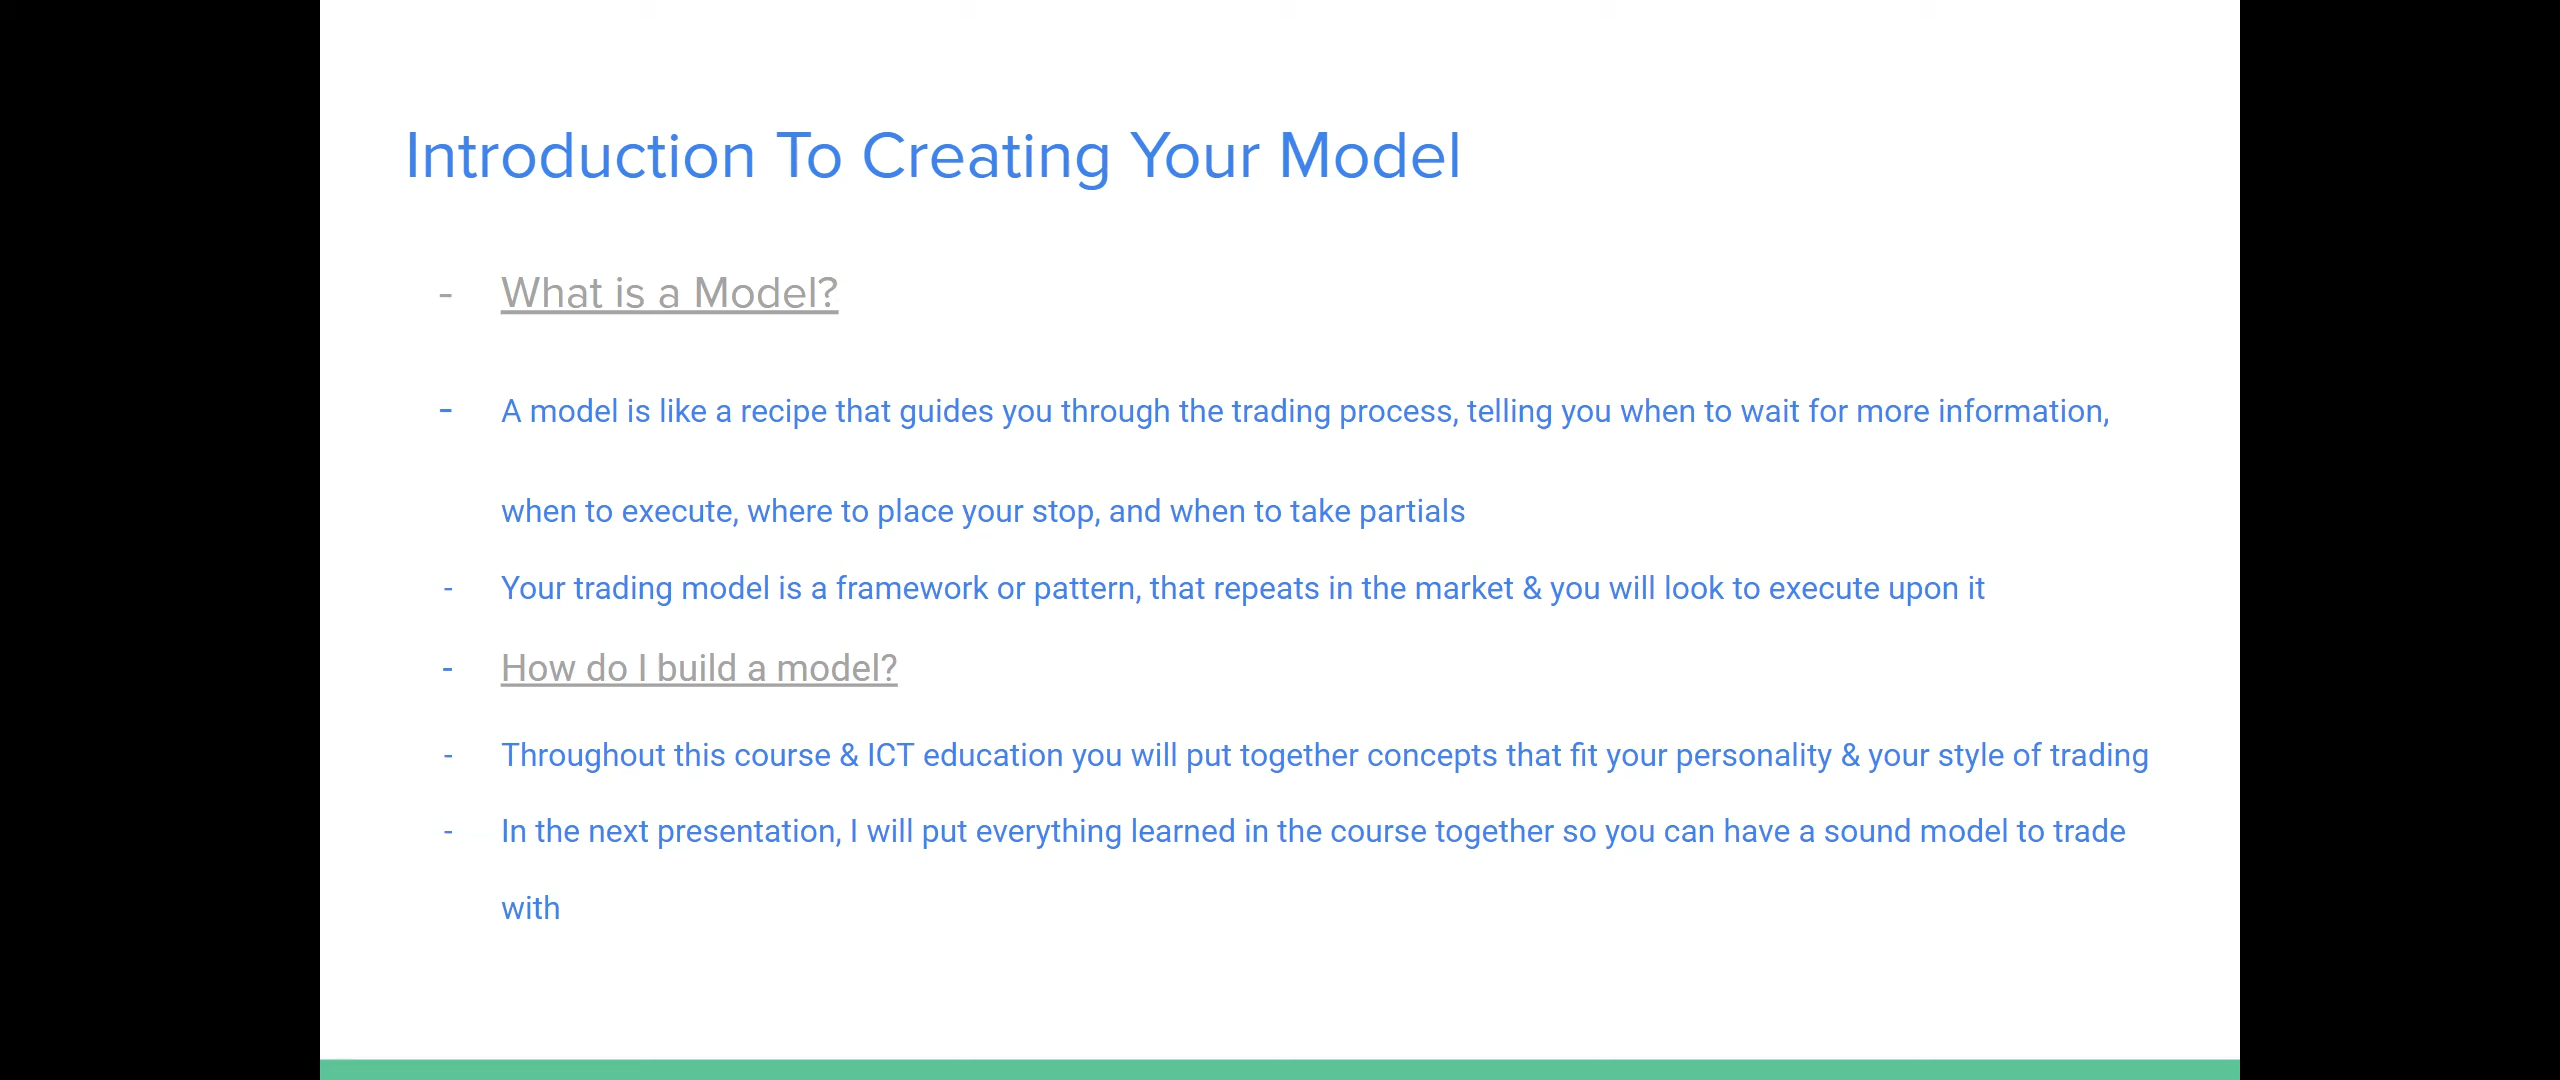 Introduction To Creating Your Model
- What is a Model?
- A model is like a recipe that guides you through the trading process, telling you when to wait for more information,
when to execute, where to place your stop, and when to take partials
- Your trading model is a framework or pattern, that repeats in the market & you will look to execute upon it
- How do I build a model?
- Throughout this course & ICT education you will put together concepts that fit your personality & your style of trading
- In the next presentation, I will put everything learned in the course together so you can have a sound model to trade
with